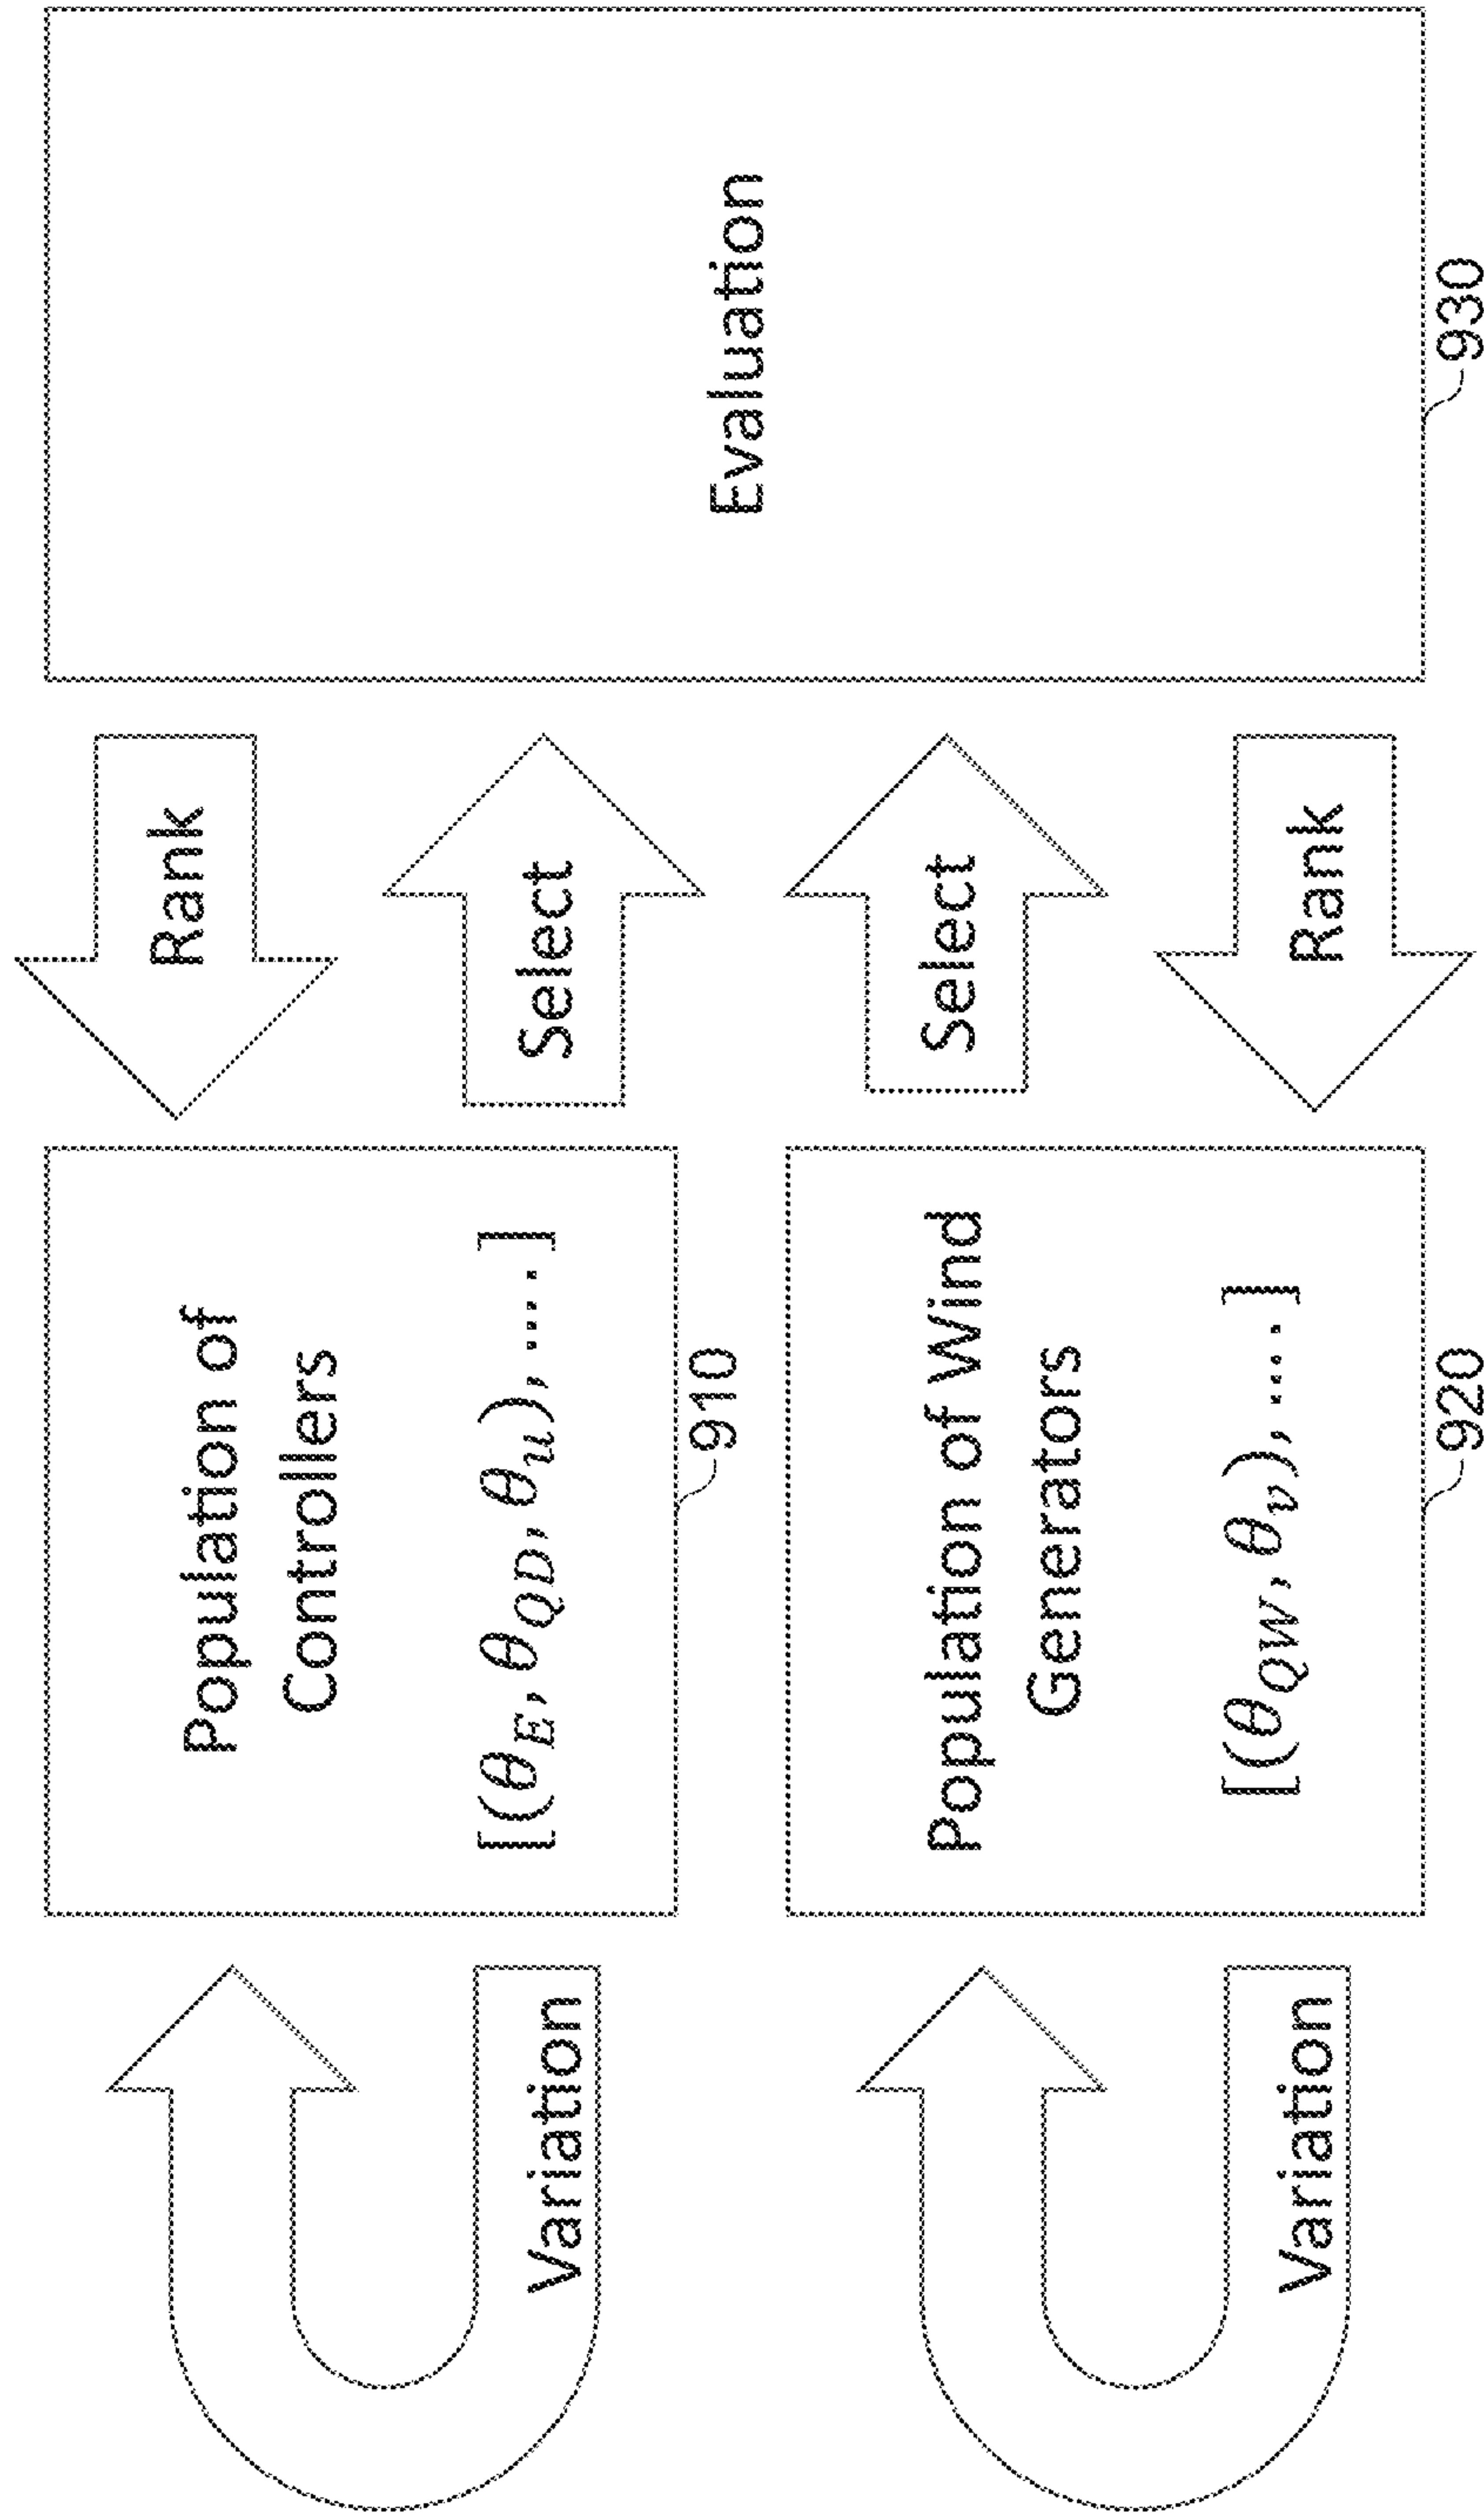 Variation
Population of
Controllers
[(θ_E, θ_QD, θ_u), ....]
910
Rank
Select
Evaluation
930
Variation
Population of Wind
Generators
[(θ_QW, θ_v), ....]
920
Select
Rank